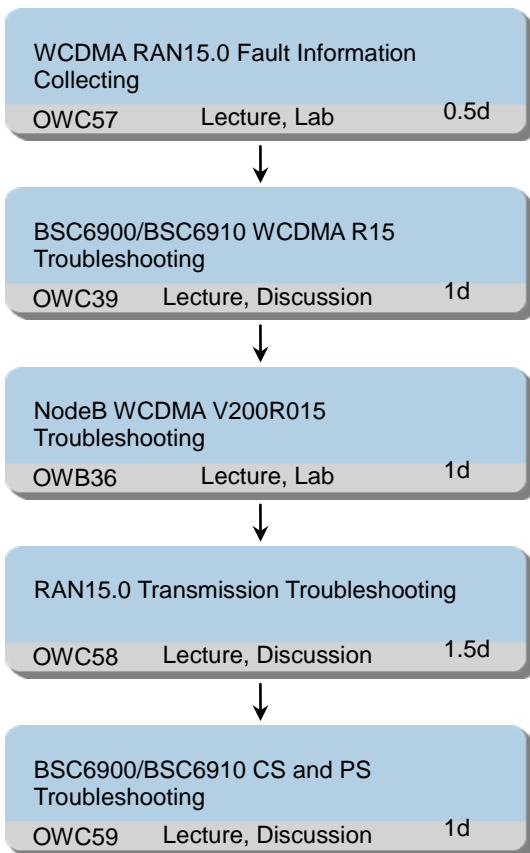 WCDMA RAN15.0 Fault Information
Collecting
OWC57 Lecture, Lab 0.5d
BSC6900/BSC6910 WCDMA R15
Troubleshooting
OWC39 Lecture, Discussion 1d
NodeB WCDMA V200R015
Troubleshooting
OWB36 Lecture, Lab 1d
RAN15.0 Transmission Troubleshooting
OWC58 Lecture, Discussion 1.5d
BSC6900/BSC6910 CS and PS
Troubleshooting
OWC59 Lecture, Discussion 1d